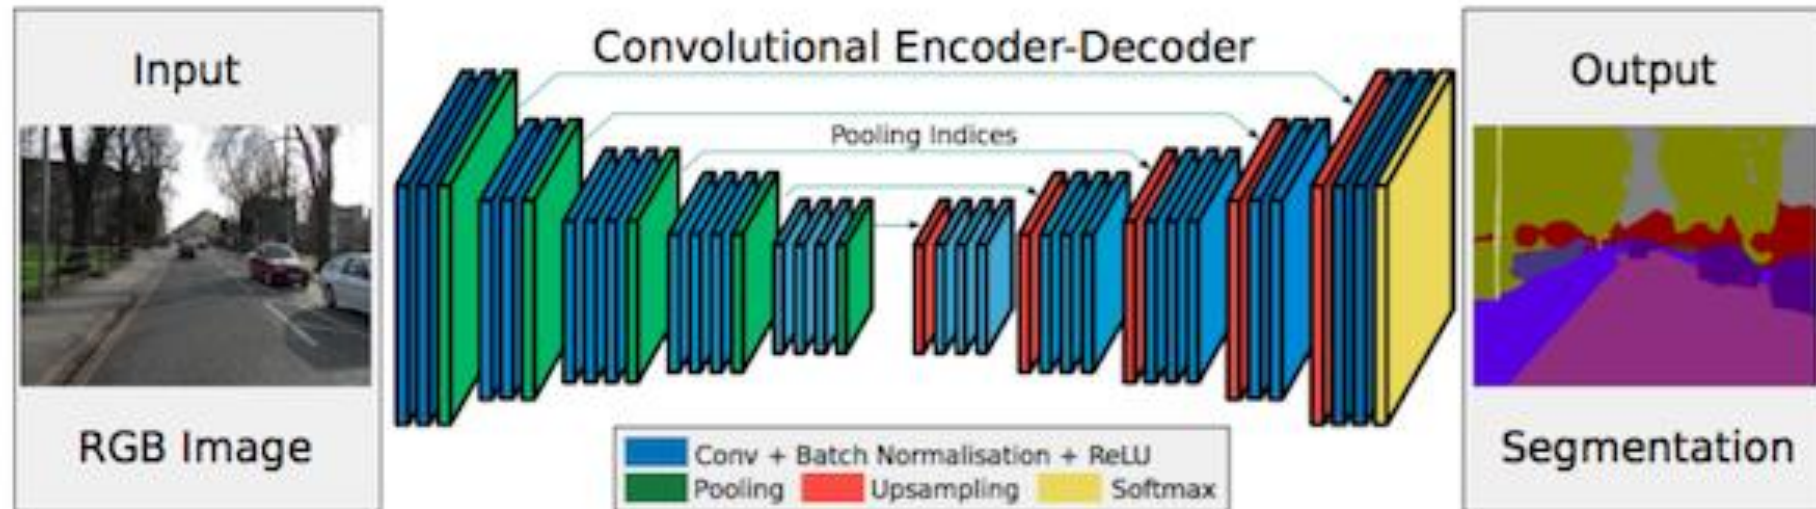 Input
RGB Image
Convolutional Encoder-Decoder
Pooling Indices
Conv + Batch Normalisation + ReLU
Pooling Upsampling Softmax
Output
Segmentation